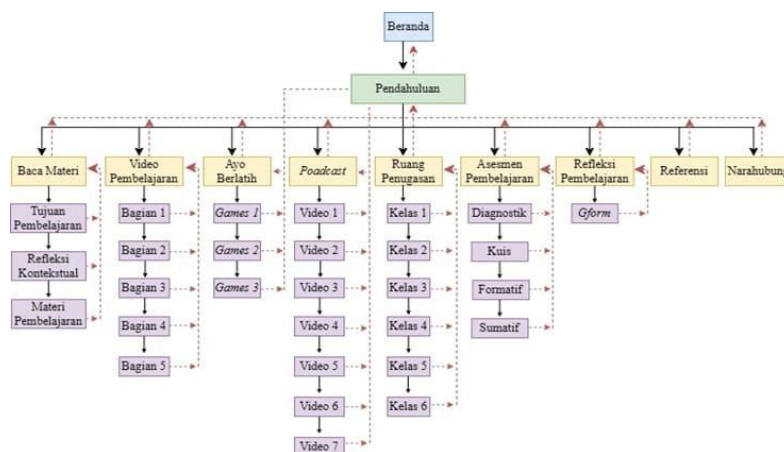 Beranda
Pendahuluan
Baca Materi
Video
Pembelajaran
Ayo
Berlatih
Poadcast
Ruang
Penugasan
Asesmen
Pembelajaran
Refleksi
Pembelajaran
Referensi
Narahubung
Tujuan
Pembelajaran
Refleksi
Kontekstual
Materi
Pembelajaran
Bagian 1
Bagian 2
Bagian 3
Bagian 4
Bagian 5
Games 1
Games 2
Games 3
Video 1
Video 2
Video 3
Video 4
Video 5
Video 6
Video 7
Kelas 1
Kelas 2
Kelas 3
Kelas 4
Kelas 5
Kelas 6
Diagnostik
Kuis
Formatif
Sumatif
Gform